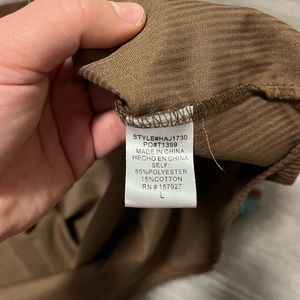 STYLE#HAJ1730
PO#T1399
MADE IN CHINA
HECHO EN CHINA
SELF:
85%POLYESTER
15%COTTON
RN # 157927
L